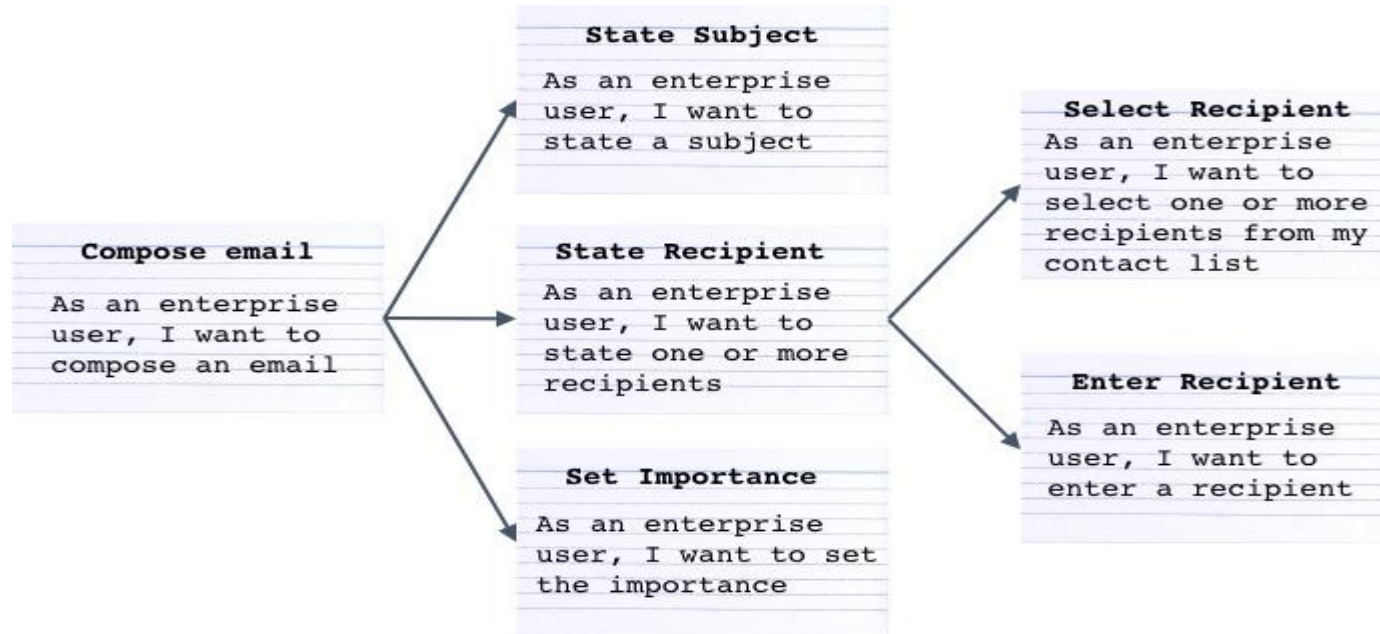 Compose email
As an enterprise
user, I want to
compose an email
State Subject
As an enterprise
user, I want to
state a subject
State Recipient
As an enterprise
user, I want to
state one or more
recipients
Set Importance
As an enterprise
user, I want to set
the importance
Select Recipient
As an enterprise
user, I want to
select one or more
recipients from my
contact list
Enter Recipient
As an enterprise
user, I want to
enter a recipient